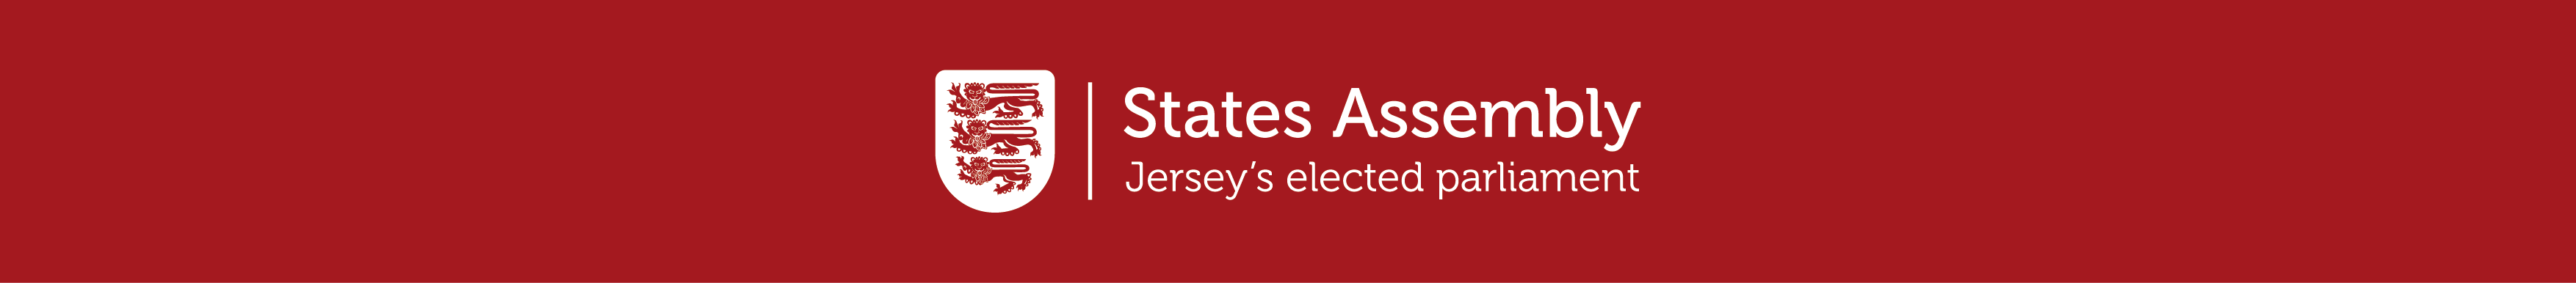 States Assembly
Jersey’s elected parliament